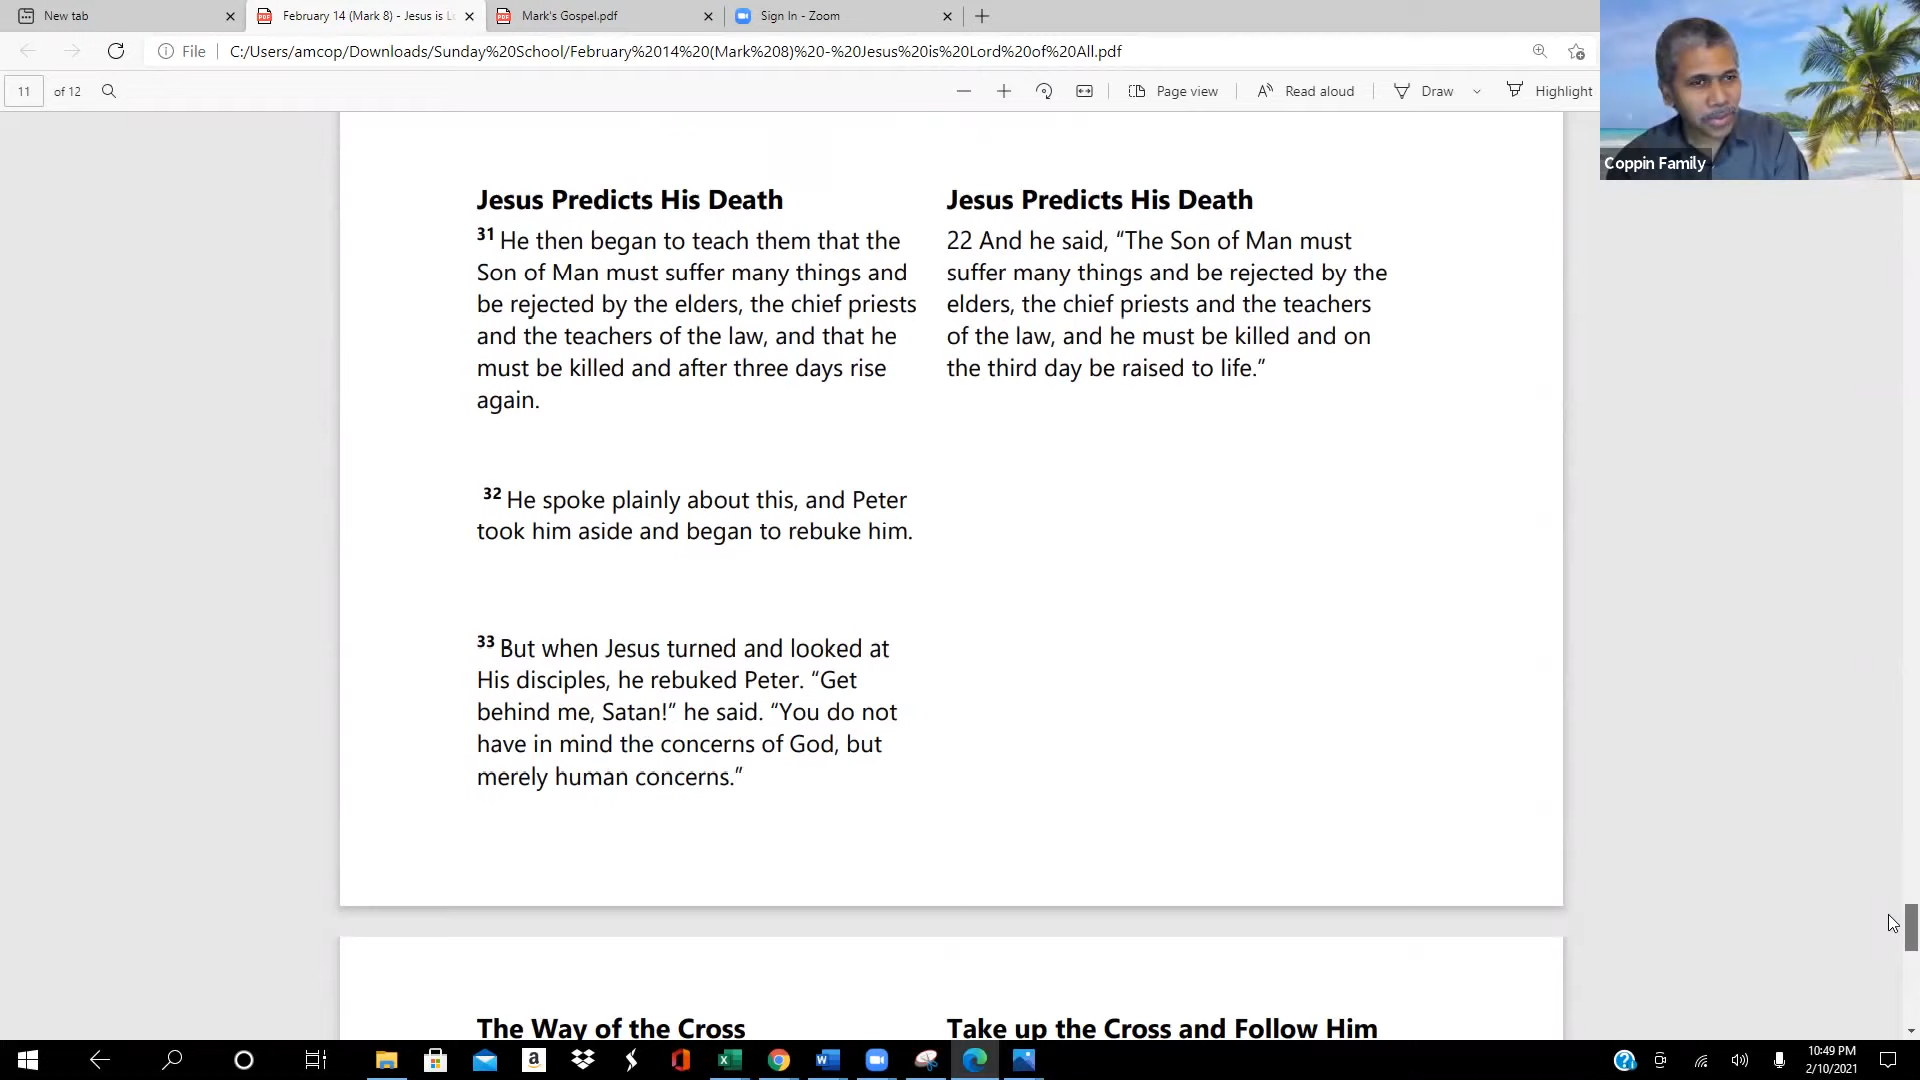 New tab
February 14 (Mark 8) - Jesus is L
Mark's Gospel.pdf
Sign In - Zoom
File
C:/Users/amcop/Downloads/Sunday%20School/February%2014%20(Mark%208)%20-%20Jesus%20is%20Lord%20of%20All.pdf
11 of 12
Page view
Read aloud
Draw
Highlight
Coppin Family
Jesus Predicts His Death
31 He then began to teach them that the
Son of Man must suffer many things and
be rejected by the elders, the chief priests
and the teachers of the law, and that he
must be killed and after three days rise
again.
32 He spoke plainly about this, and Peter
took him aside and began to rebuke him.
33 But when Jesus turned and looked at
His disciples, he rebuked Peter. “Get
behind me, Satan!” he said. “You do not
have in mind the concerns of God, but
merely human concerns.”
Jesus Predicts His Death
22 And he said, “The Son of Man must
suffer many things and be rejected by the
elders, the chief priests and the teachers
of the law, and he must be killed and on
the third day be raised to life.”
The Way of the Cross
Take up the Cross and Follow Him
10:49 PM
2/10/2021